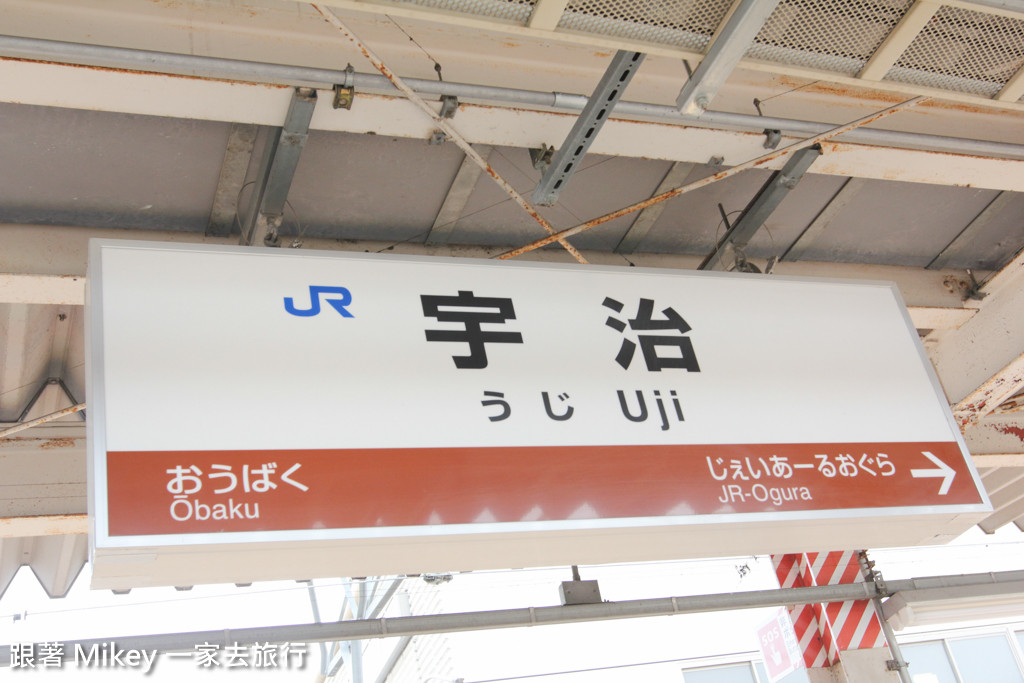 JR 宇治
うじ Uji
おうばく
Ōbaku
じぇいあーるおぐら →
JR-Ogura
SOS
跟著 Mikey 一家去旅行